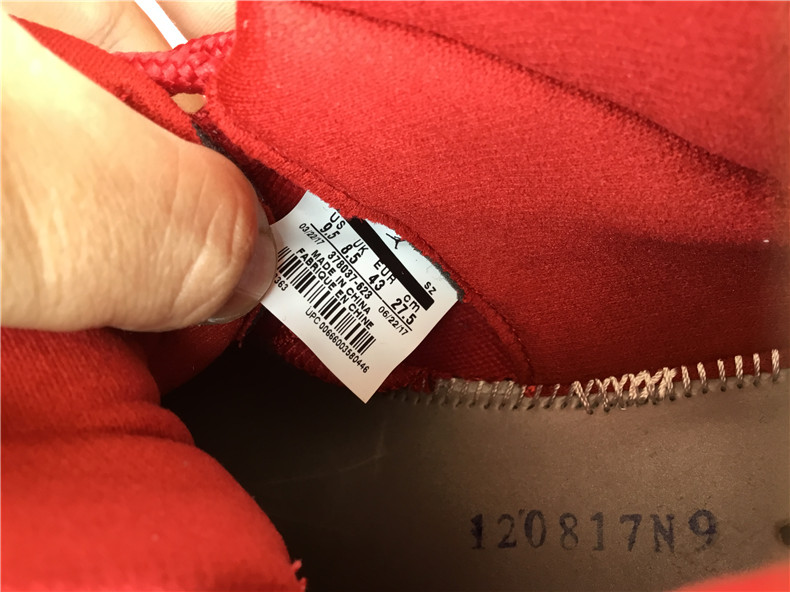 SZ
US UK EUR cm
9.5 8.5 43 27.5
03/22/17 378037-623 06/22/17
MADE IN CHINA
FABRIQUE EN CHINE
363
UPC 00666003580446
120817N9